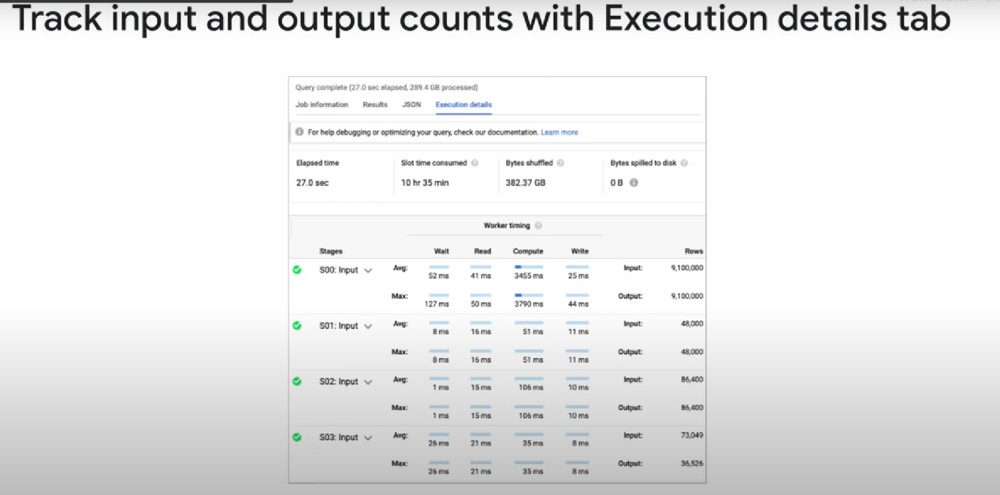 Track input and output counts with Execution details tab
Query complete (27.0 sec elapsed, 289.4 GB processed)
Job information Results JSON Execution details
For help debugging or optimizing your query, check our documentation. Learn more
Elapsed time Slot time consumed Bytes shuffled Bytes spilled to disk
27.0 sec 10 hr 35 min 382.37 GB 0 B
Worker timing
Stages Wait Read Compute Write Rows
S00: Input Avg: 52 ms 41 ms 3455 ms 25 ms Input: 9,100,000
Max: 127 ms 50 ms 3790 ms 44 ms Output: 9,100,000
S01: Input Avg: 8 ms 16 ms 51 ms 11 ms Input: 48,000
Max: 8 ms 16 ms 51 ms 11 ms Output: 48,000
S02: Input Avg: 1 ms 15 ms 106 ms 10 ms Input: 86,400
Max: 1 ms 15 ms 106 ms 10 ms Output: 86,400
S03: Input Avg: 26 ms 21 ms 35 ms 8 ms Input: 73,049
Max: 26 ms 21 ms 35 ms 8 ms Output: 36,526